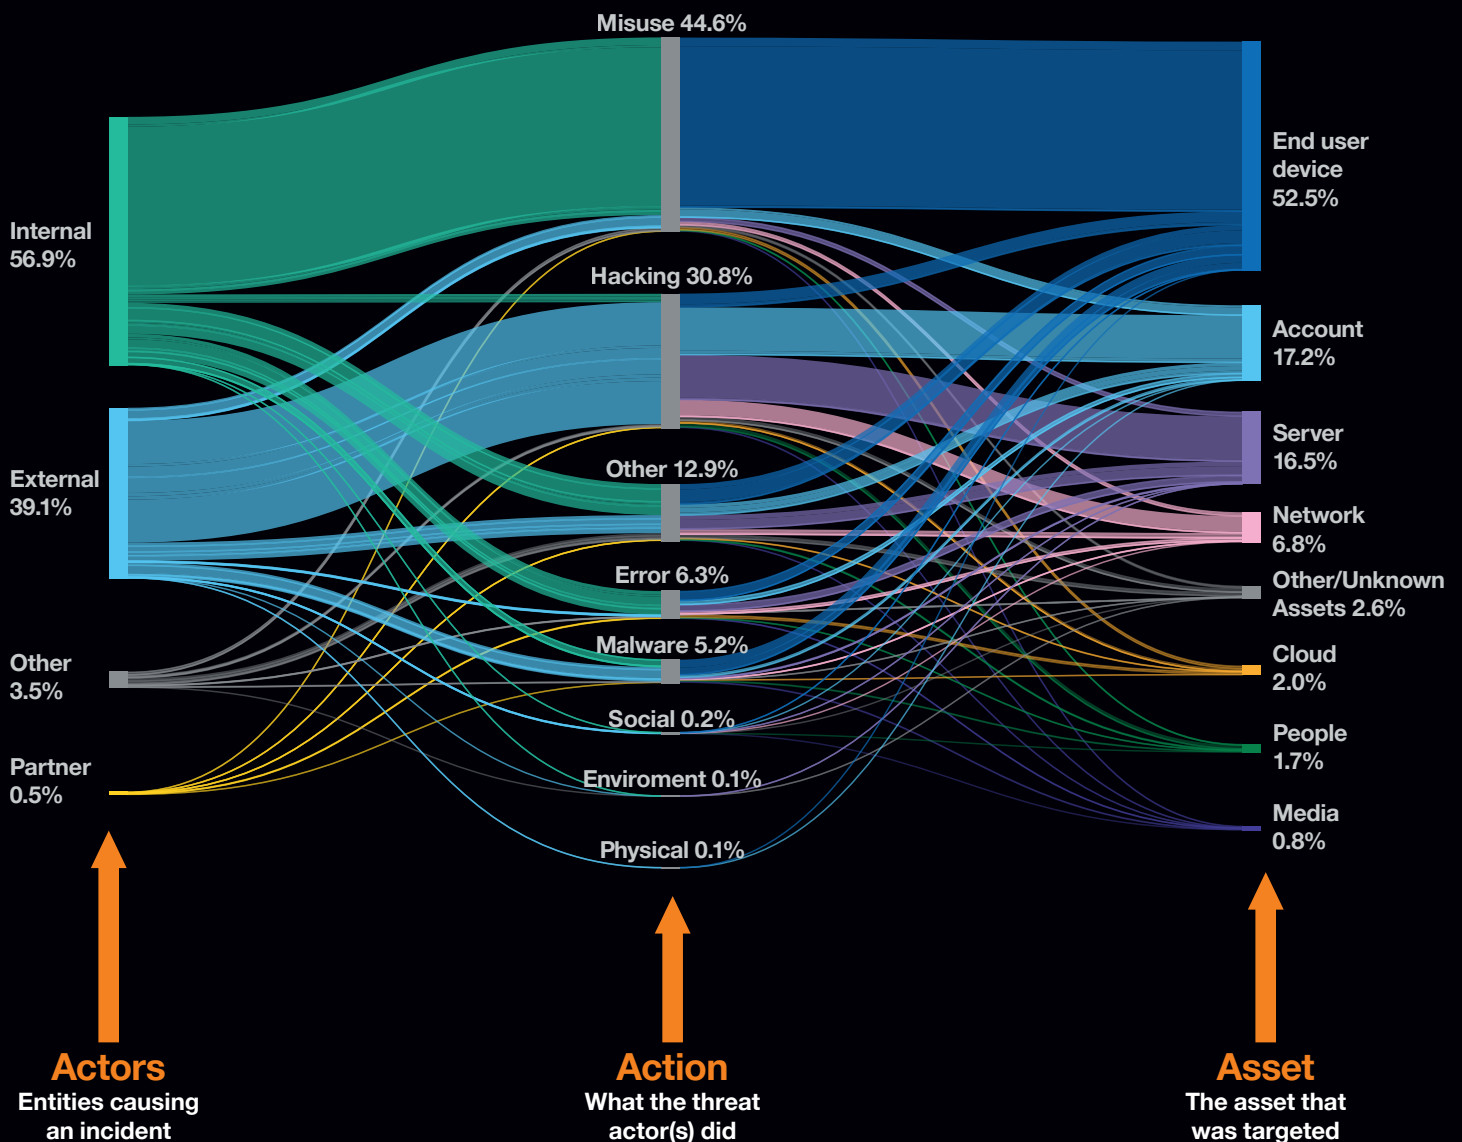 Misuse 44.6%
Hacking 30.8%
Other 12.9%
Error 6.3%
Malware 5.2%
Social 0.2%
Enviroment 0.1%
Physical 0.1%
Internal
56.9%
External
39.1%
Other
3.5%
Partner
0.5%
End user
device
52.5%
Account
17.2%
Server
16.5%
Network
6.8%
Other/Unknown
Assets 2.6%
Cloud
2.0%
People
1.7%
Media
0.8%
Actors
Entities causing
an incident
Action
What the threat
actor(s) did
Asset
The asset that
was targeted